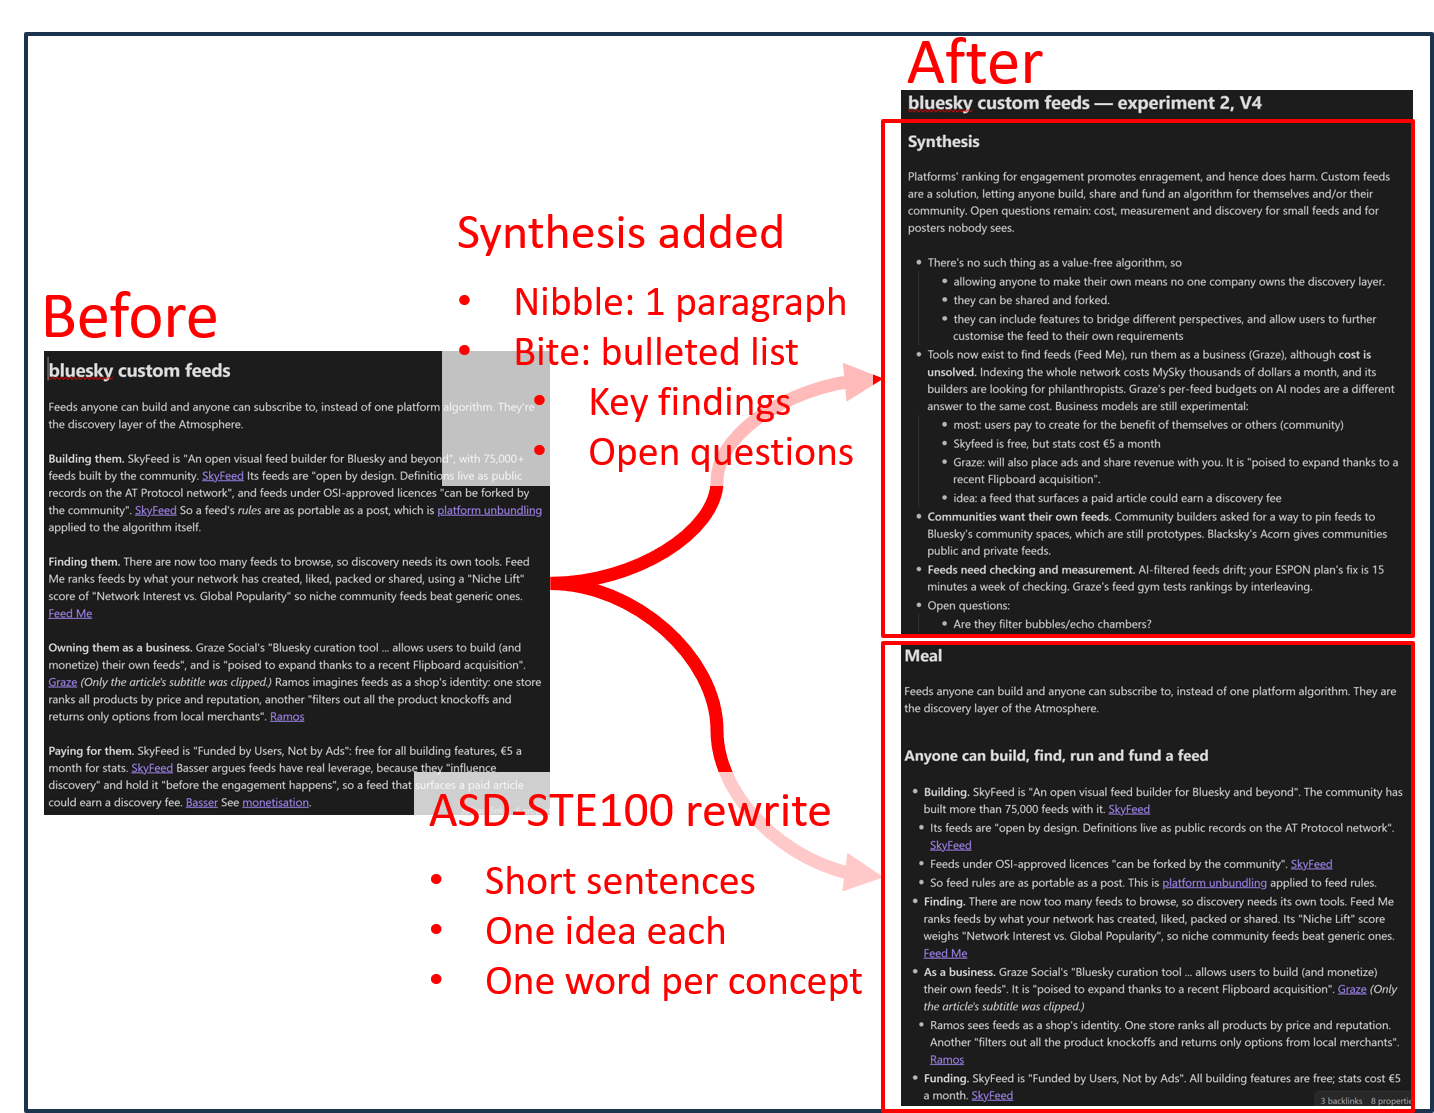 Before
bluesky custom feeds
Feeds anyone can build and anyone can subscribe to, instead of one platform algorithm. They're
the discovery layer of the Atmosphere.
Building them. SkyFeed is "An open visual feed builder for Bluesky and beyond", with 75,000+
feeds built by the community. SkyFeed Its feeds are "open by design. Definitions live as public
records on the AT Protocol network", and feeds under OSI-approved licences "can be forked by
the community". SkyFeed So a feed's rules are as portable as a post, which is platform unbundling
applied to the algorithm itself.
Finding them. There are now too many feeds to browse, so discovery needs its own tools. Feed
Me ranks feeds by what your network has created, liked, packed or shared, using a "Niche Lift"
score of "Network Interest vs. Global Popularity" so niche community feeds beat generic ones.
Feed Me
Owning them as a business. Graze Social's "Bluesky curation tool ... allows users to build (and
monetize) their own feeds", and is "poised to expand thanks to a recent Flipboard acquisition".
Graze (Only the article's subtitle was clipped.) Ramos imagines feeds as a shop's identity: one store
ranks all products by price and reputation, another "filters out all the product knockoffs and
returns only options from local merchants". Ramos
Paying for them. SkyFeed is "Funded by Users, Not by Ads": free for all building features, €5 a
month for stats. SkyFeed Basser argues feeds have real leverage, because they "influence
discovery" and hold it "before the engagement happens", so a feed that surfaces a paid article
could earn a discovery fee. Basser See monetisation.
Synthesis added
• Nibble: 1 paragraph
• Bite: bulleted list
• Key findings
• Open questions
ASD-STE100 rewrite
• Short sentences
• One idea each
• One word per concept
After
bluesky custom feeds — experiment 2, V4
Synthesis
Platforms' ranking for engagement promotes enragement, and hence does harm. Custom feeds
are a solution, letting anyone build, share and fund an algorithm for themselves and/or their
community. Open questions remain: cost, measurement and discovery for small feeds and for
posters nobody sees.
• There's no such thing as a value-free algorithm, so
• allowing anyone to make their own means no one company owns the discovery layer.
• they can be shared and forked.
• they can include features to bridge different perspectives, and allow users to further
customise the feed to their own requirements
• Tools now exist to find feeds (Feed Me), run them as a business (Graze), although cost is
unsolved. Indexing the whole network costs MySky thousands of dollars a month, and its
builders are looking for philanthropists. Graze's per-feed budgets on AI nodes are a different
answer to the same cost. Business models are still experimental:
• most: users pay to create for the benefit of themselves or others (community)
• Skyfeed is free, but stats cost €5 a month
• Graze: will also place ads and share revenue with you. It is "poised to expand thanks to a
recent Flipboard acquisition".
• idea: a feed that surfaces a paid article could earn a discovery fee
• Communities want their own feeds. Community builders asked for a way to pin feeds to
Bluesky's community spaces, which are still prototypes. Blacksky's Acorn gives communities
public and private feeds.
• Feeds need checking and measurement. AI-filtered feeds drift; your ESPON plan's fix is 15
minutes a week of checking. Graze's feed gym tests rankings by interleaving.
• Open questions:
• Are they filter bubbles/echo chambers?
Meal
Feeds anyone can build and anyone can subscribe to, instead of one platform algorithm. They are
the discovery layer of the Atmosphere.
Anyone can build, find, run and fund a feed
• Building. SkyFeed is "An open visual feed builder for Bluesky and beyond". The community has
built more than 75,000 feeds with it. SkyFeed
• Its feeds are "open by design. Definitions live as public records on the AT Protocol network".
SkyFeed
• Feeds under OSI-approved licences "can be forked by the community". SkyFeed
• So feed rules are as portable as a post. This is platform unbundling applied to feed rules.
• Finding. There are now too many feeds to browse, so discovery needs its own tools. Feed Me
ranks feeds by what your network has created, liked, packed or shared. Its "Niche Lift" score
weighs "Network Interest vs. Global Popularity", so niche community feeds beat generic ones.
Feed Me
• As a business. Graze Social's "Bluesky curation tool ... allows users to build (and monetize)
their own feeds". It is "poised to expand thanks to a recent Flipboard acquisition". Graze (Only
the article's subtitle was clipped.)
• Ramos sees feeds as a shop's identity. One store ranks all products by price and reputation.
Another "filters out all the product knockoffs and returns only options from local merchants".
Ramos
• Funding. SkyFeed is "Funded by Users, Not by Ads". All building features are free; stats cost €5
a month. SkyFeed
3 backlinks 8 propertie